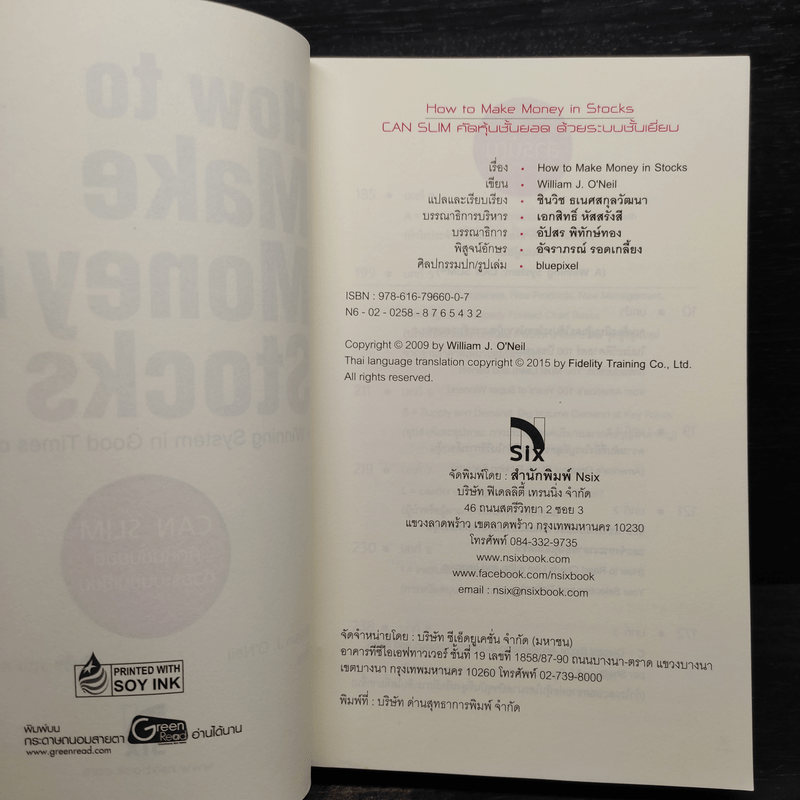 PRINTED WITH
SOY INK
พิมพ์บน
กระดาษถนอมสายตา Green Read อ่านได้นาน
www.greenread.com
How to Make Money in Stocks
CAN SLIM คัดหุ้นชั้นยอด ด้วยระบบชั้นเยี่ยม
เรื่อง • How to Make Money in Stocks
เขียน • William J. O'Neil
แปลและเรียบเรียง • ชินวิช ธเนศสกุลวัฒนา
บรรณาธิการบริหาร • เอกสิทธิ์ หัสสรังสี
บรรณาธิการ • อัปสร พิทักษ์ทอง
พิสูจน์อักษร • อัจราภรณ์ รอดเกลี้ยง
ศิลปกรรมปก/รูปเล่ม • bluepixel
ISBN : 978-616-79660-0-7
N6 - 02 - 0258 - 8 7 6 5 4 3 2
Copyright © 2009 by William J. O'Neil
Thai language translation copyright © 2015 by Fidelity Training Co., Ltd.
All rights reserved.
Six
จัดพิมพ์โดย : สำนักพิมพ์ Nsix
บริษัท ฟิเดลลิตี้ เทรนนิ่ง จำกัด
46 ถนนสตรีวิทยา 2 ซอย 3
แขวงลาดพร้าว เขตลาดพร้าว กรุงเทพมหานคร 10230
โทรศัพท์ 084-332-9735
www.nsixbook.com
www.facebook.com/nsixbook
email : nsix@nsixbook.com
จัดจำหน่ายโดย : บริษัท ซีเอ็ดยูเคชั่น จำกัด (มหาชน)
อาคารทีซีไอเอฟทาวเวอร์ ชั้นที่ 19 เลขที่ 1858/87-90 ถนนบางนา-ตราด แขวงบางนา
เขตบางนา กรุงเทพมหานคร 10260 โทรศัพท์ 02-739-8000
พิมพ์ที่ : บริษัท ด่านสุทธาการพิมพ์ จำกัด